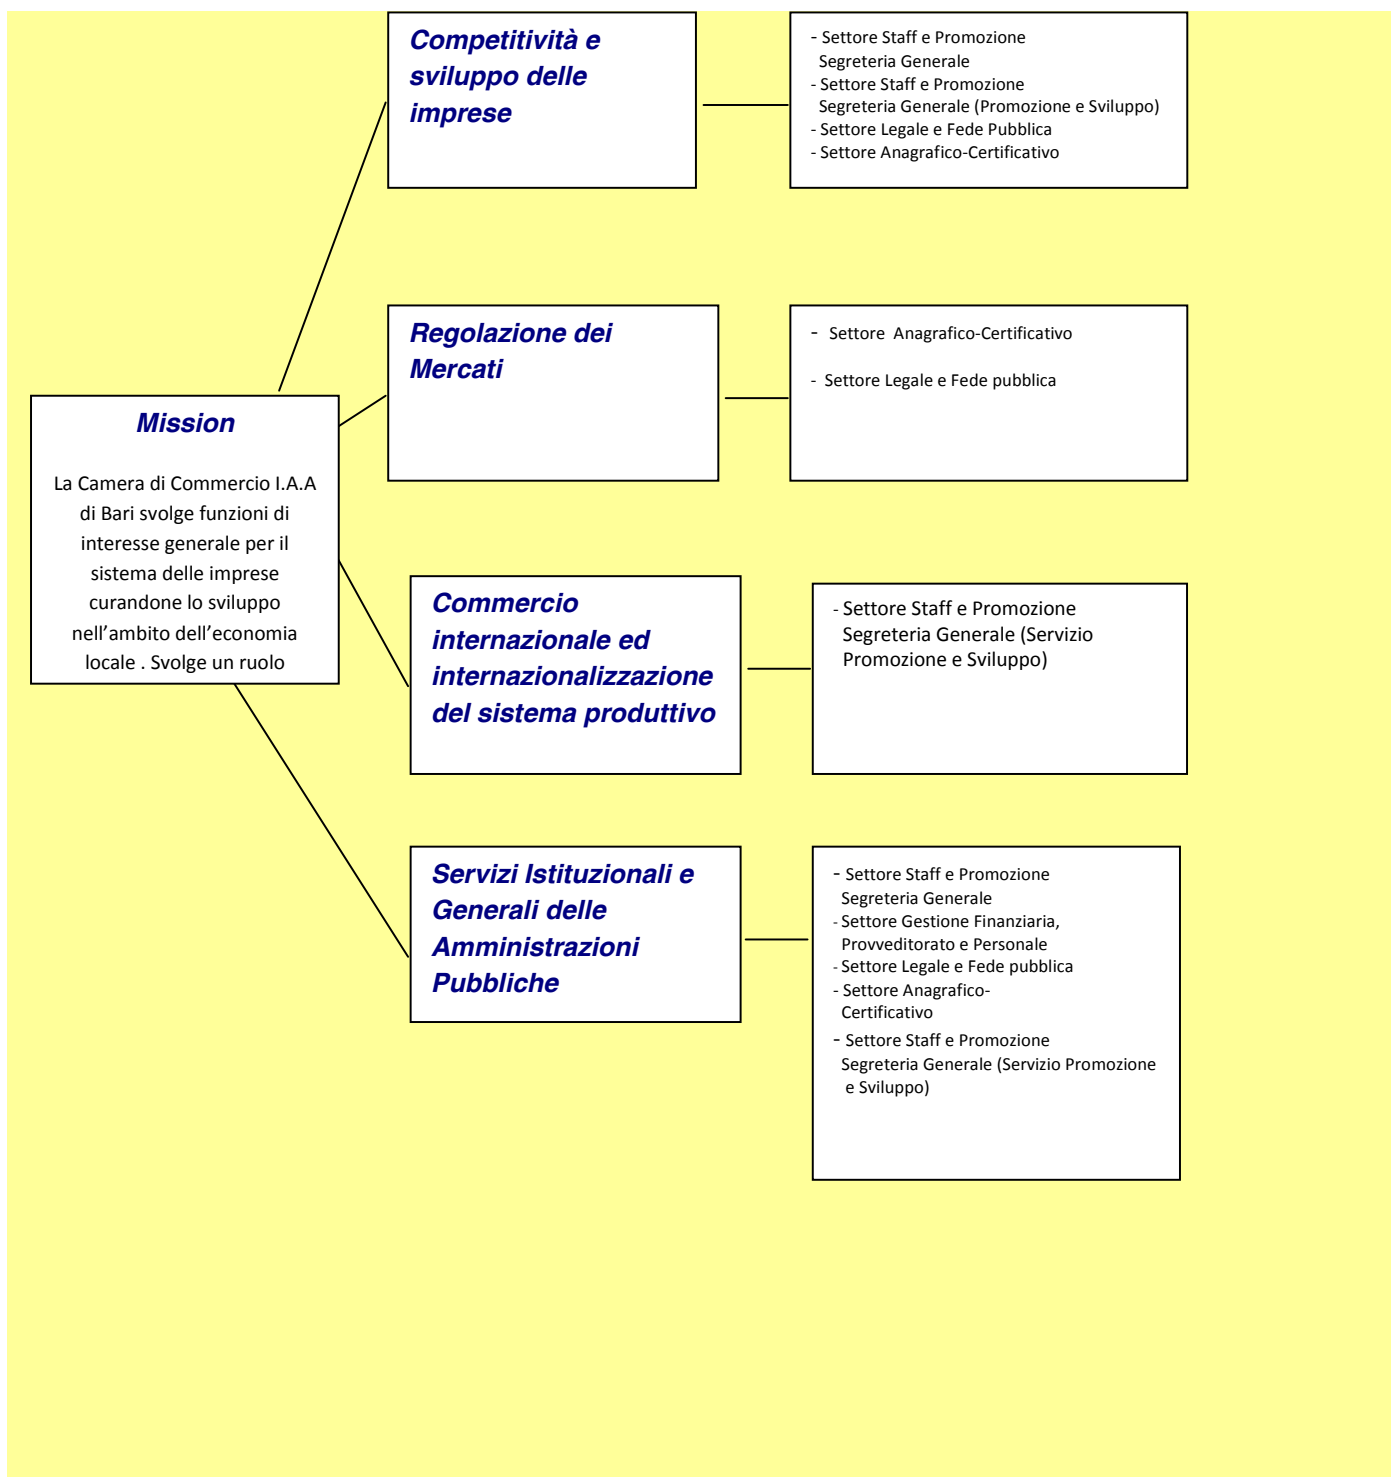 Competitività e
sviluppo delle
imprese
- Settore Staff e Promozione
Segreteria Generale
- Settore Staff e Promozione
Segreteria Generale (Promozione e Sviluppo)
- Settore Legale e Fede Pubblica
- Settore Anagrafico-Certificativo
Regolazione dei
Mercati
- Settore Anagrafico-Certificativo
- Settore Legale e Fede pubblica
Mission
La Camera di Commercio I.A.A
di Bari svolge funzioni di
interesse generale per il
sistema delle imprese
curandone lo sviluppo
nell’ambito dell’economia
locale . Svolge un ruolo
Commercio
internazionale ed
internazionalizzazione
del sistema produttivo
- Settore Staff e Promozione
Segreteria Generale (Servizio
Promozione e Sviluppo)
Servizi Istituzionali e
Generali delle
Amministrazioni
Pubbliche
- Settore Staff e Promozione
Segreteria Generale
- Settore Gestione Finanziaria,
Provveditorato e Personale
- Settore Legale e Fede pubblica
- Settore Anagrafico-
Certificativo
- Settore Staff e Promozione
Segreteria Generale (Servizio Promozione
e Sviluppo)